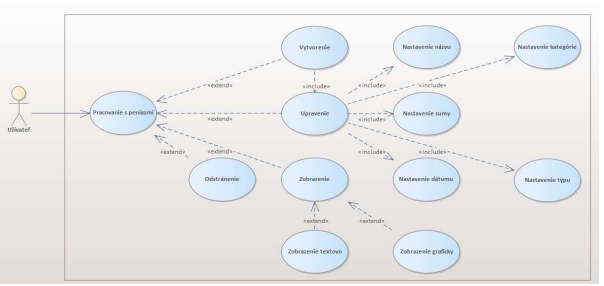 Vytvorenie
Nastavenie názvu
Nastavenie kategórie
«extend»
«include»
«include»
«include»
Užívateľ
Pracovanie s peniazmi
Upravenie
Nastavenie sumy
«extend»
«include»
«extend»
«extend»
«include»
«include»
Odstránenie
Zobrazenie
Nastavenie dátumu
Nastavenie typu
«extend»
«extend»
Zobrazenie textovo
Zobrazenie graficky